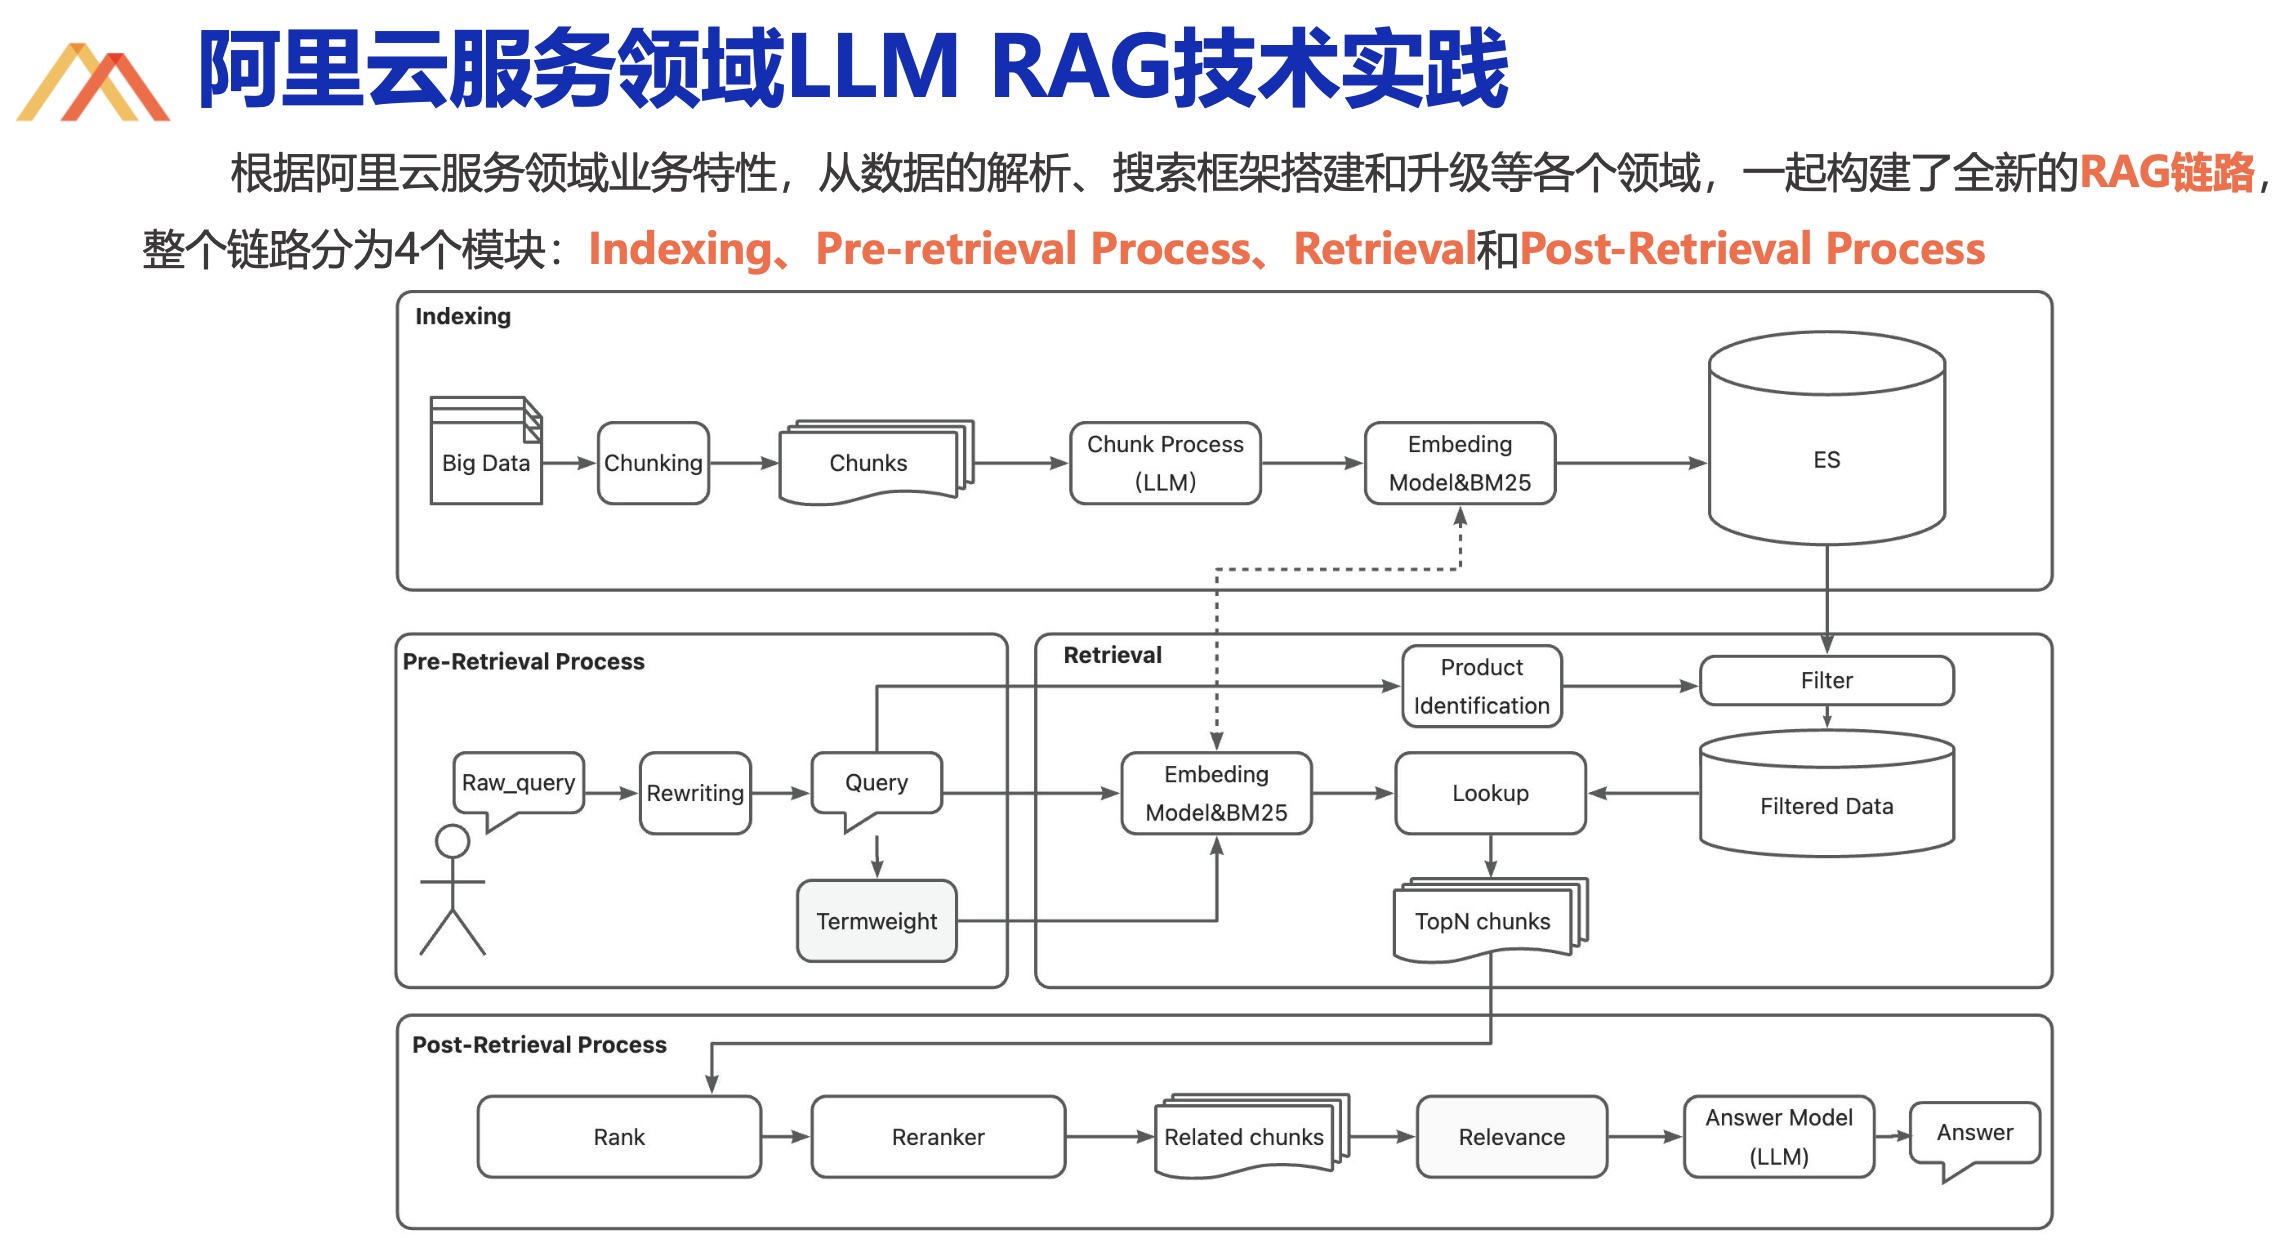 阿里云服务领域LLM RAG技术实践
根据阿里云服务领域业务特性，从数据的解析、搜索框架搭建和升级等各个领域，一起构建了全新的RAG链路，
整个链路分为4个模块：Indexing、Pre-retrieval Process、Retrieval和Post-Retrieval Process
Indexing
Big Data
Chunking
Chunks
Chunk Process
(LLM)
Embeding
Model&BM25
ES
Pre-Retrieval Process
Raw_query
Rewriting
Query
Termweight
Retrieval
Product
Identification
Filter
Embeding
Model&BM25
Lookup
Filtered Data
TopN chunks
Post-Retrieval Process
Rank
Reranker
Related chunks
Relevance
Answer Model
(LLM)
Answer